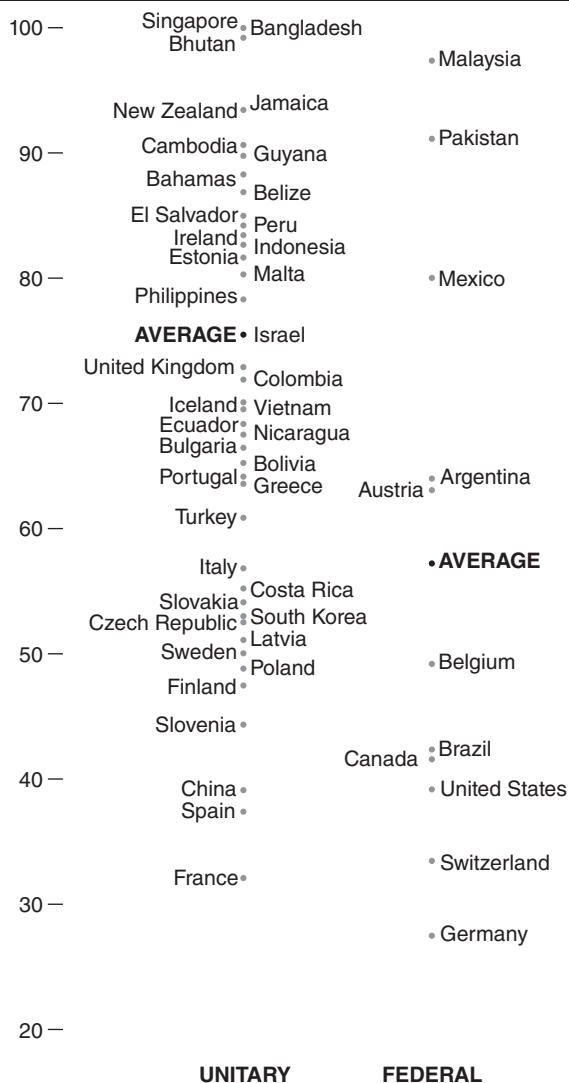 100
Singapore
Bangladesh
Bhutan
Malaysia
Jamaica
New Zealand
Pakistan
Cambodia
90
Guyana
Bahamas
Belize
El Salvador
Peru
Ireland
Indonesia
Estonia
Malta
80
Mexico
Philippines
AVERAGE
Israel
United Kingdom
Colombia
70
Iceland
Vietnam
Ecuador
Nicaragua
Bulgaria
Bolivia
Portugal
Greece
Argentina
Austria
Turkey
60
Italy
AVERAGE
Costa Rica
Slovakia
South Korea
Czech Republic
Latvia
50
Sweden
Poland
Belgium
Finland
Slovenia
Brazil
Canada
40
China
United States
Spain
Switzerland
France
30
Germany
20
UNITARY
FEDERAL